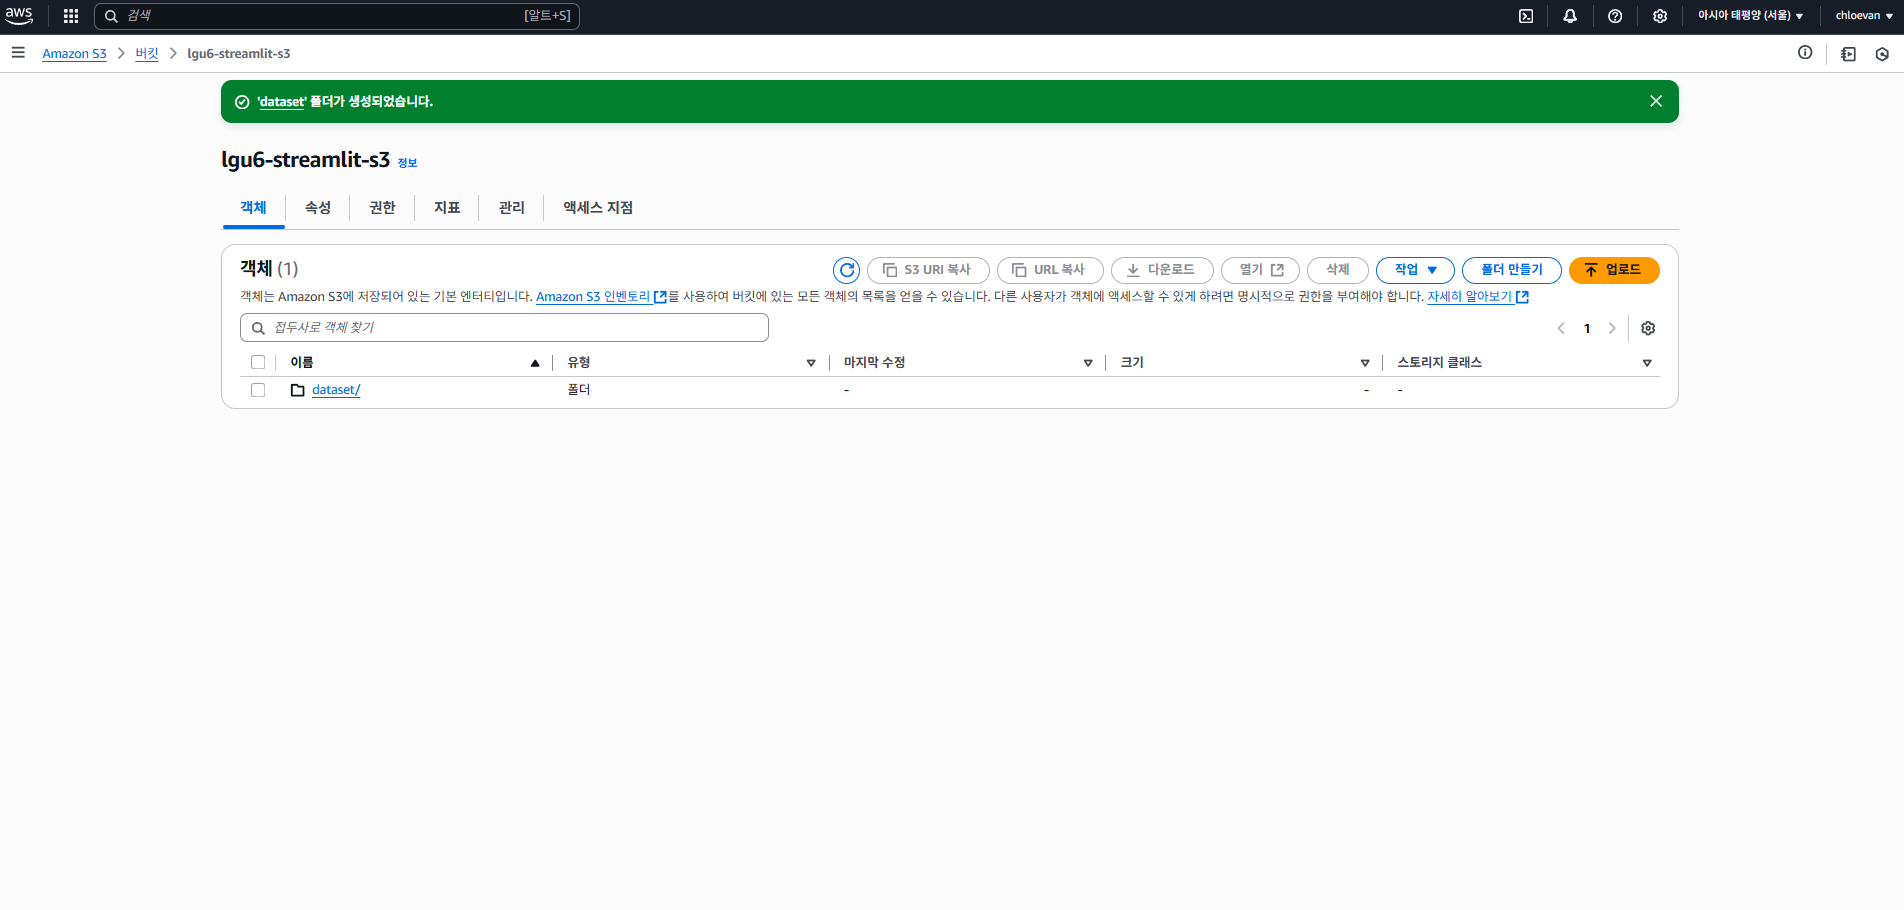 aws
검색
[알트+S]
아시아 태평양 (서울)
chloevan
Amazon S3
버킷
lgu6-streamlit-s3
'dataset' 폴더가 생성되었습니다.
lgu6-streamlit-s3 정보
객체
속성
권한
지표
관리
액세스 지점
객체 (1)
S3 URI 복사
URL 복사
다운로드
열기
삭제
작업
폴더 만들기
업로드
객체는 Amazon S3에 저장되어 있는 기본 엔터티입니다. Amazon S3 인벤토리를 사용하여 버킷에 있는 모든 객체의 목록을 얻을 수 있습니다. 다른 사용자가 객체에 액세스할 수 있게 하려면 명시적으로 권한을 부여해야 합니다. 자세히 알아보기
접두사로 객체 찾기
1
이름
유형
마지막 수정
크기
스토리지 클래스
dataset/
폴더
-
-
-